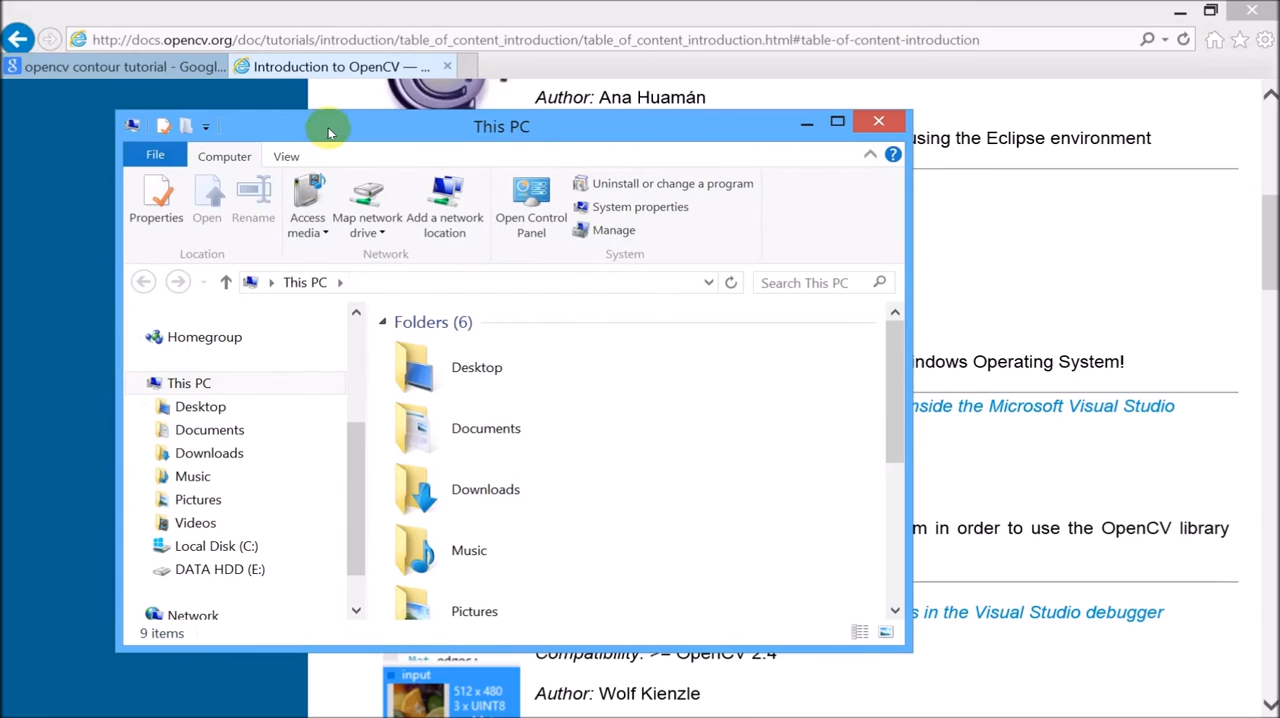 http://docs.opencv.org/doc/tutorials/introduction/table_of_content_introduction/table_of_content_introduction.html#table-of-content-introduction
opencv contour tutorial - Googl...
Introduction to OpenCV — ...
Author: Ana Huamán
This PC
using the Eclipse environment
File
Computer
View
Properties
Open
Rename
Access media
Map network drive
Add a network location
Open Control Panel
Uninstall or change a program
System properties
Manage
Location
Network
System
This PC
Search This PC
Homegroup
This PC
Desktop
Documents
Downloads
Music
Pictures
Videos
Local Disk (C:)
DATA HDD (E:)
Network
Folders (6)
Desktop
Documents
Downloads
Music
Pictures
9 items
indows Operating System!
inside the Microsoft Visual Studio
m in order to use the OpenCV library
s in the Visual Studio debugger
Compatibility: >= OpenCV 2.4
input
512 x 480
3 x UINT8
Author: Wolf Kienzle